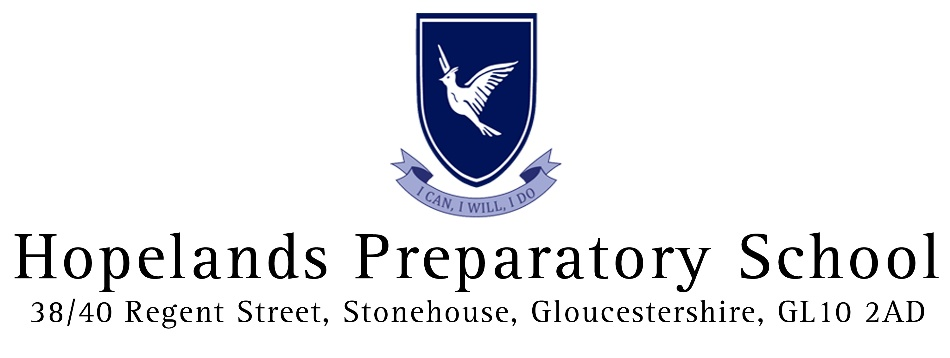 I CAN, I WILL, I DO
Hopelands Preparatory School
38/40 Regent Street, Stonehouse, Gloucestershire, GL10 2AD